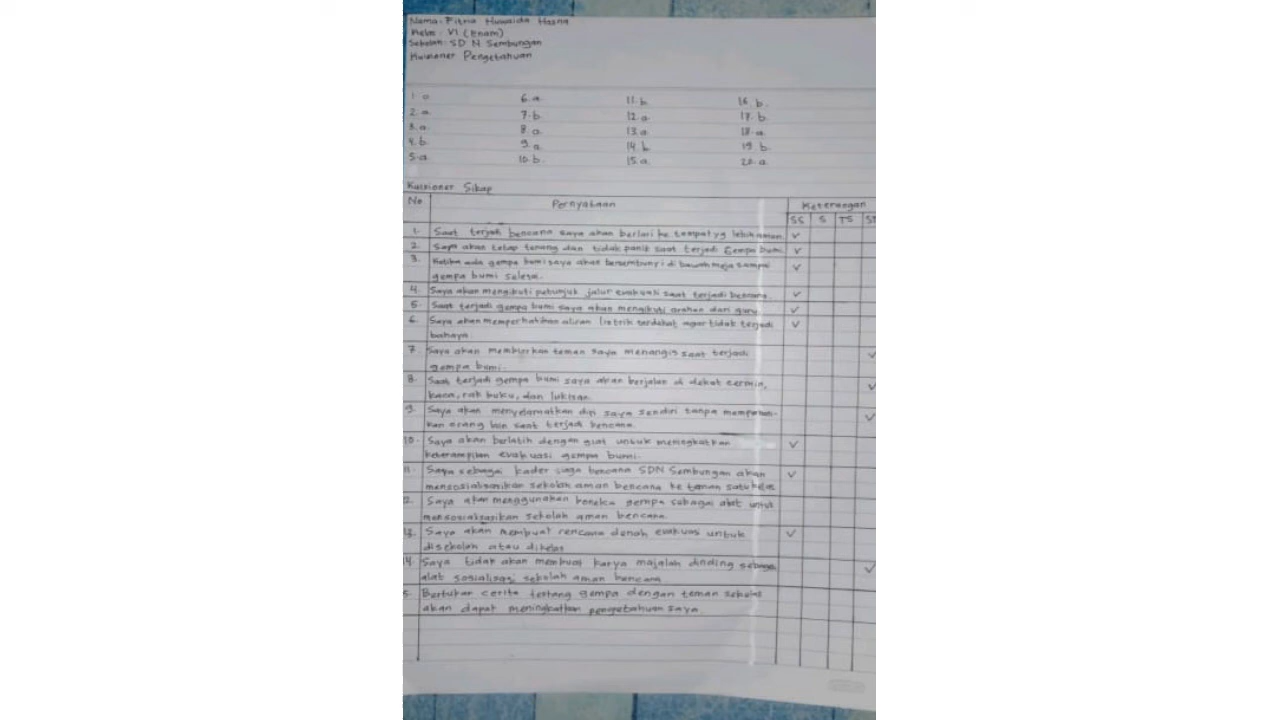 Nama: Fitria Huwaida Hasna
Kelas : VI (Enam)
Sekolah: SD N Sembungan
Kuisioner Pengetahuan
1. a 6. a. 11. b 16 b.
2. a 7. b 12. a 17. b.
3. a 8. a. 13. a 18. a.
4. b. 9. a. 14 b 19 b.
5. a. 10. b. 15. a. 20. a.
Kuisioner Sikap
No Pernyataan Keterangan
SS S TS ST
1. Saat terjadi bencana saya akan berlari ke tempat yg lebih aman. ✓
2. Saya akan tetap tenang dan tidak panik saat terjadi Gempa bumi. ✓
3. Ketika ada gempa bumi saya akan bersembunyi di bawah meja sampai ✓
gempa bumi selesai.
4. Saya akan mengikuti petunjuk jalur evakuasi saat terjadi bencana. ✓
5. Saat terjadi gempa bumi saya akan mengikuti arahan dari guru. ✓
6. Saya akan memperhatikan aliran listrik terdekat agar tidak terjadi ✓
bahaya.
7. Saya akan membiarkan teman saya menangis saat terjadi ✓
gempa bumi.
8. Saat terjadi gempa bumi saya akan berjalan di dekat cermin, ✓
kaca, rak buku, dan lukisan.
9. Saya akan menyelamatkan diri saya sendiri tanpa memperhati- ✓
kan orang lain saat terjadi bencana.
10. Saya akan berlatih dengan giat untuk meningkatkan ✓
keterampilan evakuasi gempa bumi.
11. Saya sebagai kader siaga bencana SDN Sembungan akan ✓
mensosialisasikan sekolah aman bencana ke teman satu kelas
2. Saya akan menggunakan boneka gempa sebagai alat untuk
mensosialisasikan sekolah aman bencana.
13. Saya akan membuat rencana denah evakuasi untuk ✓
disekolah atau dikelas
14. Saya tidak akan membuat karya majalah dinding sebagai ✓
alat sosialisasi sekolah aman bencana
5. Bertukar cerita tentang gempa dengan teman sekelas
akan dapat meningkatkan pengetahuan saya.